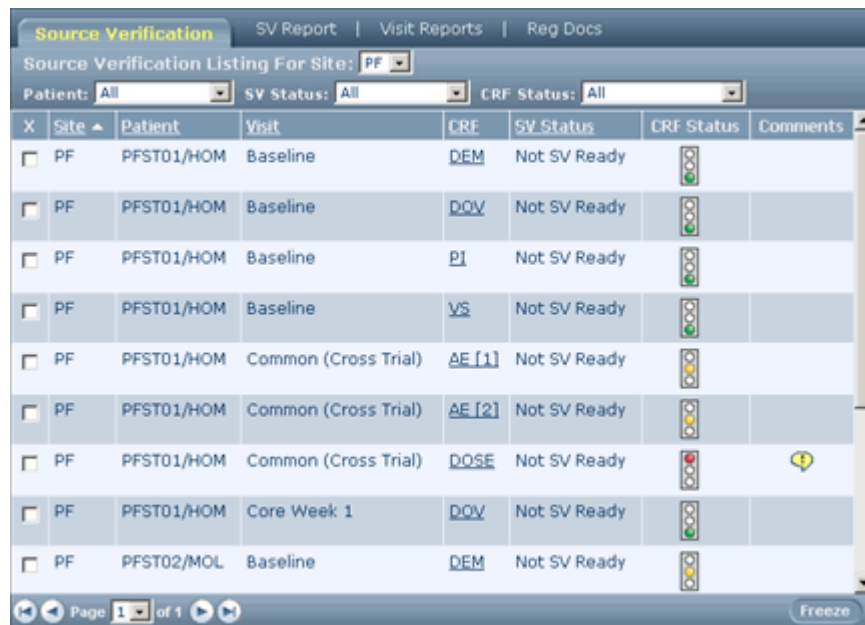 Source Verification SV Report | Visit Reports | Reg Docs
Source Verification Listing For Site: PF
Patient: All SV Status: All CRF Status: All
X Site Patient Visit CRF SV Status CRF Status Comments
PF PFST01/HOM Baseline DEM Not SV Ready
PF PFST01/HOM Baseline DOV Not SV Ready
PF PFST01/HOM Baseline PI Not SV Ready
PF PFST01/HOM Baseline VS Not SV Ready
PF PFST01/HOM Common (Cross Trial) AE [1] Not SV Ready
PF PFST01/HOM Common (Cross Trial) AE [2] Not SV Ready
PF PFST01/HOM Common (Cross Trial) DOSE Not SV Ready
PF PFST01/HOM Core Week 1 DOV Not SV Ready
PF PFST02/MOL Baseline DEM Not SV Ready
Page 1 of 1 Freeze